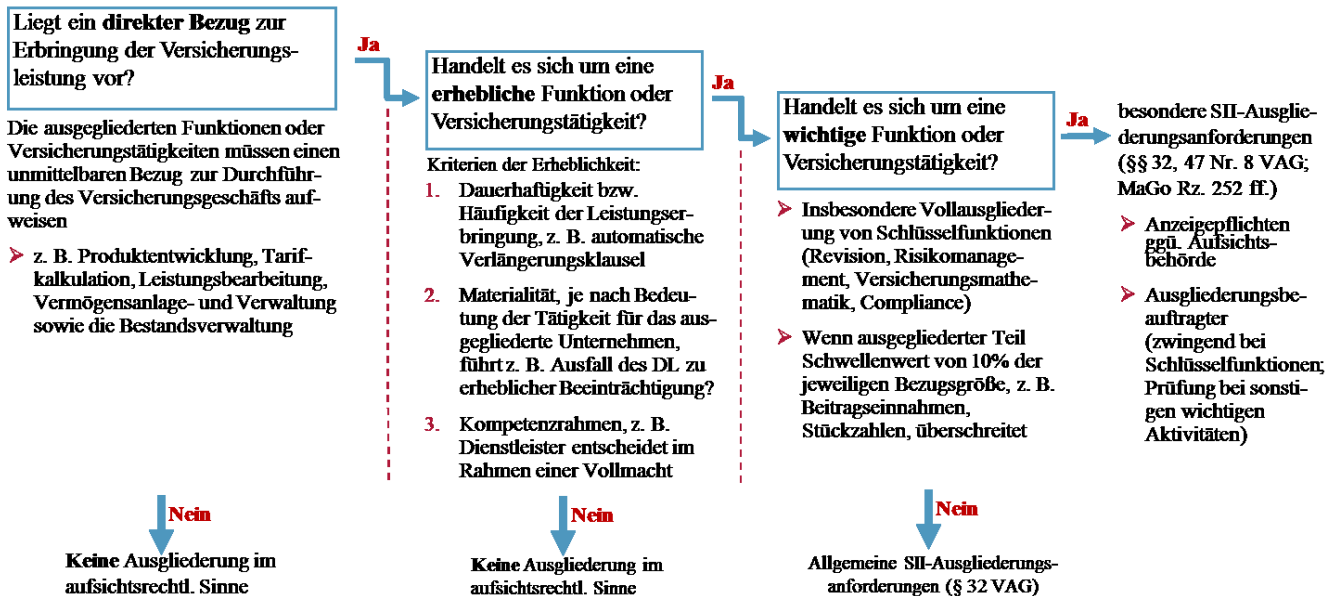 Liegt ein direkter Bezug zur
Erbringung der Versicherungs-
leistung vor?
Ja
Die ausgegliederten Funktionen oder
Versicherungstätigkeiten müssen einen
unmittelbaren Bezug zur Durchfüh-
rung des Versicherungsgeschäfts auf-
weisen
z. B. Produktentwicklung, Tarif-
kalkulation, Leistungsbearbeitung,
Vermögensanlage- und Verwaltung
sowie die Bestandsverwaltung
Nein
Keine Ausgliederung im
aufsichtsrechtl. Sinne
Handelt es sich um eine
erhebliche Funktion oder
Versicherungstätigkeit?
Ja
Kriterien der Erheblichkeit:
1. Dauerhaftigkeit bzw.
Häufigkeit der Leistungser-
bringung, z. B. automatische
Verlängerungsklausel
2. Materialität, je nach Bedeu-
tung der Tätigkeit für das aus-
gegliederte Unternehmen,
führt z. B. Ausfall des DL zu
erheblicher Beeinträchtigung?
3. Kompetenzrahmen, z. B.
Dienstleister entscheidet im
Rahmen einer Vollmacht
Nein
Keine Ausgliederung im
aufsichtsrechtl. Sinne
Handelt es sich um eine
wichtige Funktion oder
Versicherungstätigkeit?
Ja
Insbesondere Vollausglieder-
ung von Schlüsselfunktionen
(Revision, Risikomanage-
ment, Versicherungsmathe-
matik, Compliance)
Wenn ausgegliederter Teil
Schwellenwert von 10% der
jeweiligen Bezugsgröße, z. B.
Beitragseinnahmen,
Stückzahlen, überschreitet
Nein
Allgemeine SII-Ausgliederungs-
anforderungen (§ 32 VAG)
besondere SII-Ausglie-
derungsanforderungen
(§§ 32, 47 Nr. 8 VAG;
MaGo Rz. 252 ff.)
Anzeigepflichten
ggü. Aufsichts-
behörde
Ausgliederungsbe-
auftragter
(zwingend bei
Schlüsselfunktionen;
Prüfung bei sonsti-
gen wichtigen
Aktivitäten)